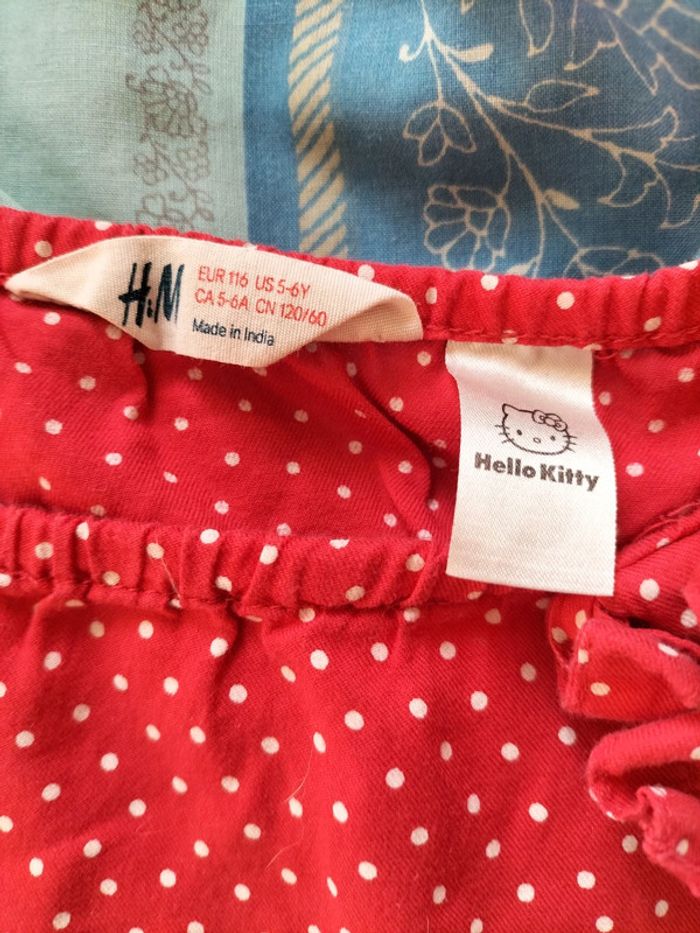 H&M
EUR 116 US 5-6Y
CA 5-6A CN 120/60
Made in India
Hello Kitty